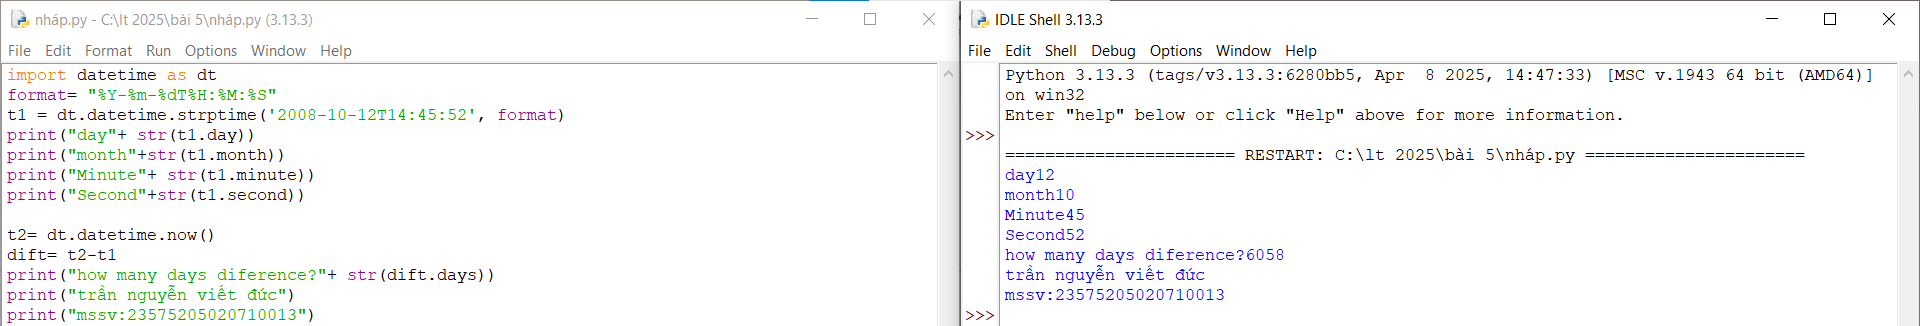 nháp.py - C:\lt 2025\bài 5\nháp.py (3.13.3)
File Edit Format Run Options Window Help
import datetime as dt
format= "%Y-%m-%dT%H:%M:%S"
t1 = dt.datetime.strptime('2008-10-12T14:45:52', format)
print("day"+ str(t1.day))
print("month"+str(t1.month))
print("Minute"+ str(t1.minute))
print("Second"+str(t1.second))
t2= dt.datetime.now()
dift= t2-t1
print("how many days diference?"+ str(dift.days))
print("trần nguyễn viết đức")
print("mssv:23575205020710013")
IDLE Shell 3.13.3
File Edit Shell Debug Options Window Help
Python 3.13.3 (tags/v3.13.3:6280bb5, Apr  8 2025, 14:47:33) [MSC v.1943 64 bit (AMD64)]
on win32
Enter "help" below or click "Help" above for more information.
>>>
======================= RESTART: C:\lt 2025\bài 5\nháp.py ======================
day12
month10
Minute45
Second52
how many days diference?6058
trần nguyễn viết đức
mssv:23575205020710013
>>>